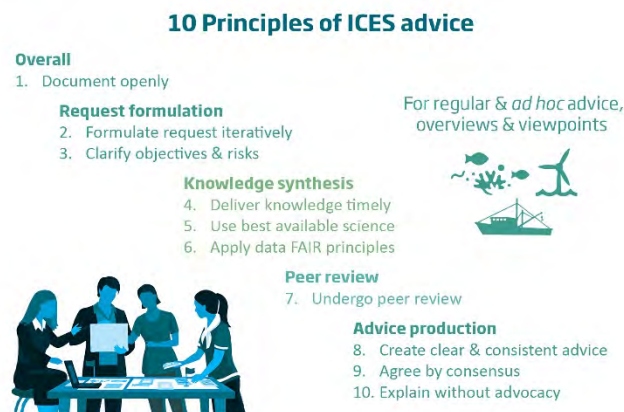 10 Principles of ICES advice
Overall
1. Document openly
Request formulation
2. Formulate request iteratively
3. Clarify objectives & risks
For regular & ad hoc advice,
overviews & viewpoints
Knowledge synthesis
4. Deliver knowledge timely
5. Use best available science
6. Apply data FAIR principles
Peer review
7. Undergo peer review
Advice production
8. Create clear & consistent advice
9. Agree by consensus
10. Explain without advocacy